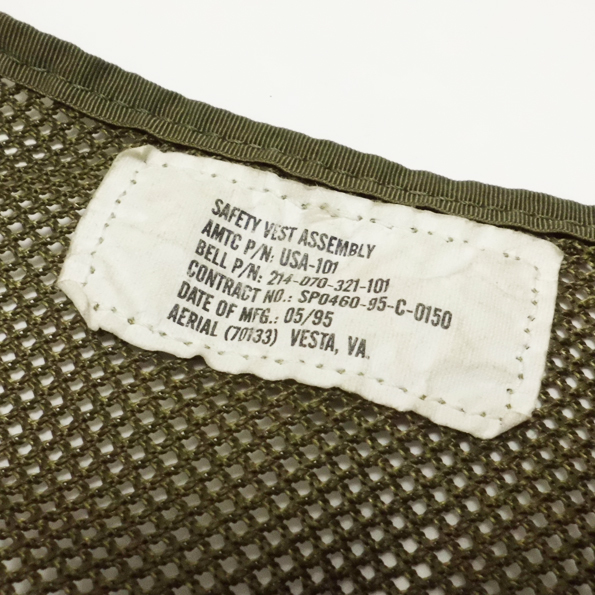 SAFETY VEST ASSEMBLY
AMTC P/N: USA-101
BELL P/N: 214-070-321-101
CONTRACT NO.: SP0460-95-C-0150
DATE OF MFG.: 05/95
AERIAL (70133) VESTA, VA.